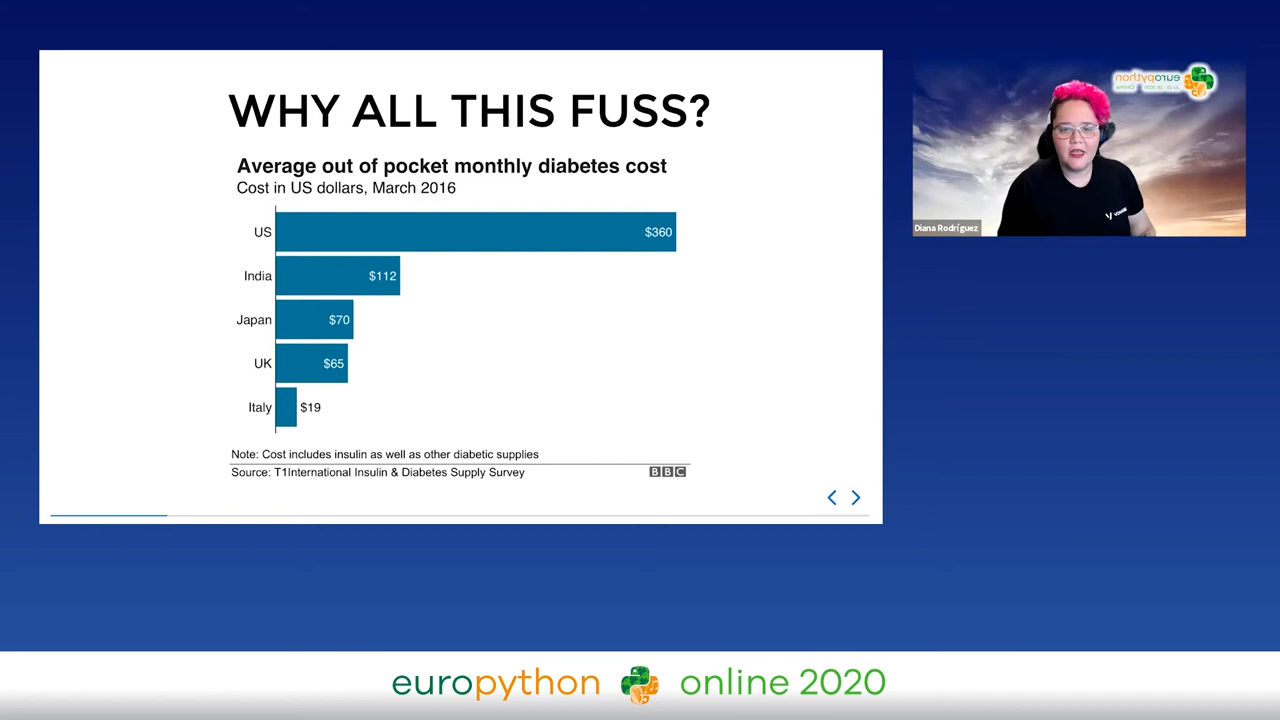 WHY ALL THIS FUSS?
Average out of pocket monthly diabetes cost
Cost in US dollars, March 2016
US $360
India $112
Japan $70
UK $65
Italy $19
Note: Cost includes insulin as well as other diabetic supplies
Source: T1International Insulin & Diabetes Supply Survey
BBC
europython
Diana Rodríguez
europython online 2020